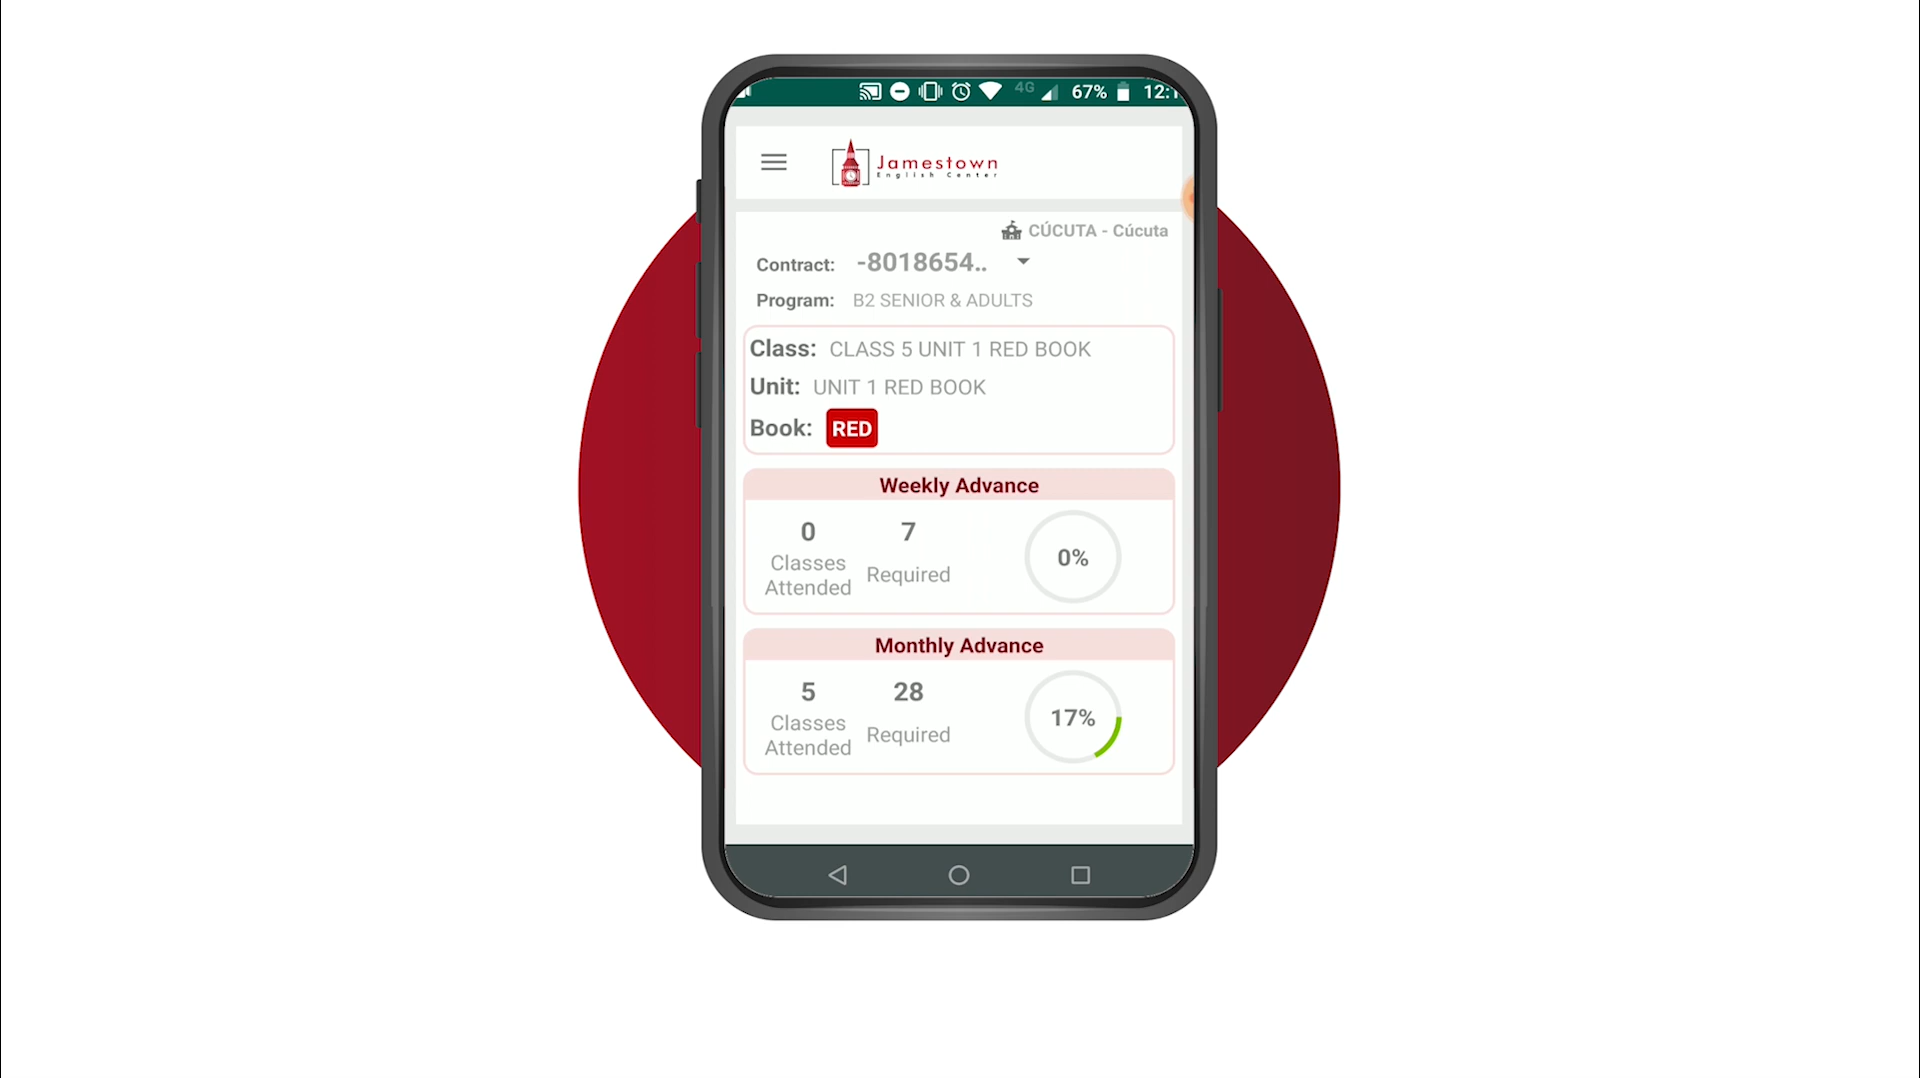 4G 67% 12:1
Jamestown
English Center
CÚCUTA - Cúcuta
Contract: -8018654..
Program: B2 SENIOR & ADULTS
Class: CLASS 5 UNIT 1 RED BOOK
Unit: UNIT 1 RED BOOK
Book: RED
Weekly Advance
0 7
Classes
Attended
Required
0%
Monthly Advance
5 28
Classes
Attended
Required
17%